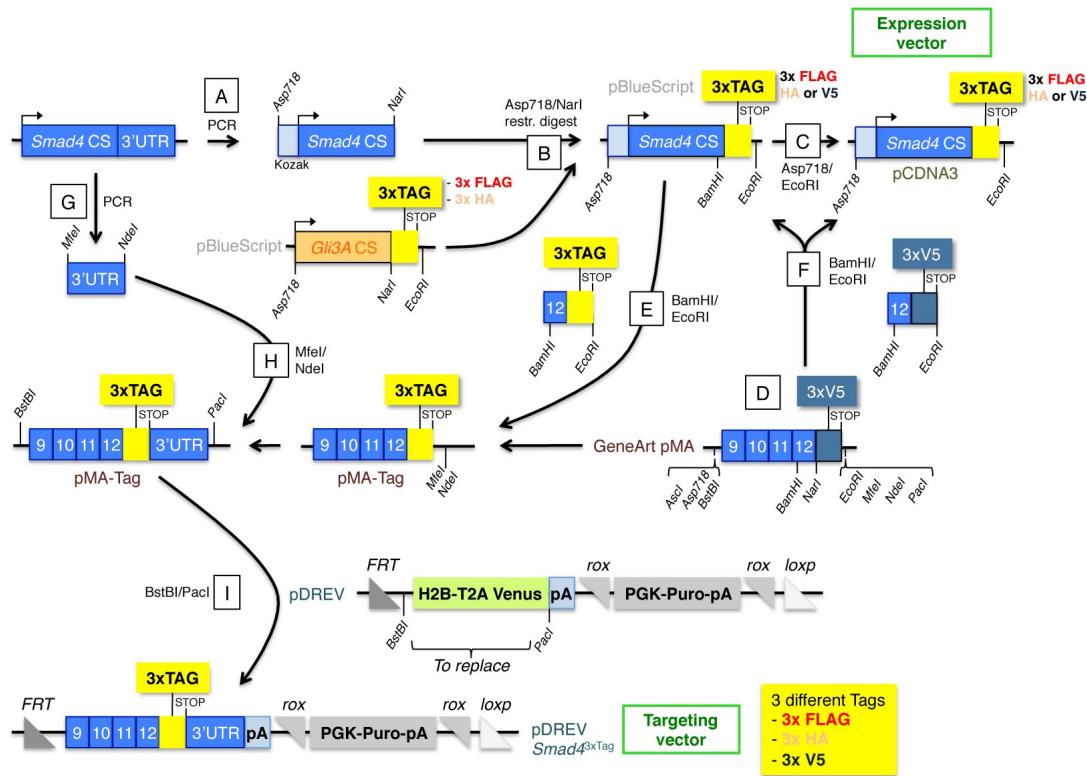 Expression
vector
A
PCR
Smad4 CS
3'UTR
Asp718
NarI
Smad4 CS
Kozak
Asp718/NarI
restr. digest
B
pBlueScript
3xTAG
3x FLAG
HA or V5
STOP
Smad4 CS
Asp718
BamHI
EcoRI
C
Asp718/
EcoRI
3xTAG
3x FLAG
HA or V5
STOP
Smad4 CS
pCDNA3
Asp718
EcoRI
G
PCR
MfeI
NdeI
3'UTR
3xTAG
- 3x FLAG
- 3x HA
STOP
pBlueScript
Gli3A CS
Asp718
NarI
EcoRI
3xTAG
STOP
12
BamHI
EcoRI
E
BamHI/
EcoRI
F
BamHI/
EcoRI
3xV5
STOP
12
BamHI
EcoRI
H
MfeI/
NdeI
D
3xV5
STOP
GeneArt pMA
9 10 11 12
AscI
Asp718
BstBI
BamHI
NarI
EcoRI
MfeI
NdeI
PacI
3xTAG
STOP
9 10 11 12
MfeI
NdeI
pMA-Tag
BstBI
3xTAG
STOP
PacI
9 10 11 12 3'UTR
pMA-Tag
BstBI/PacI
I
pDREV
FRT
H2B-T2A Venus
pA
rox
PGK-Puro-pA
rox
loxp
BstBI
PacI
To replace
3xTAG
STOP
FRT
9 10 11 12 3'UTR pA
rox
PGK-Puro-pA
rox
loxp
pDREV
Smad4³ˣᵀᵃᵍ
Targeting
vector
3 different Tags
- 3x FLAG
- 3x HA
- 3x V5